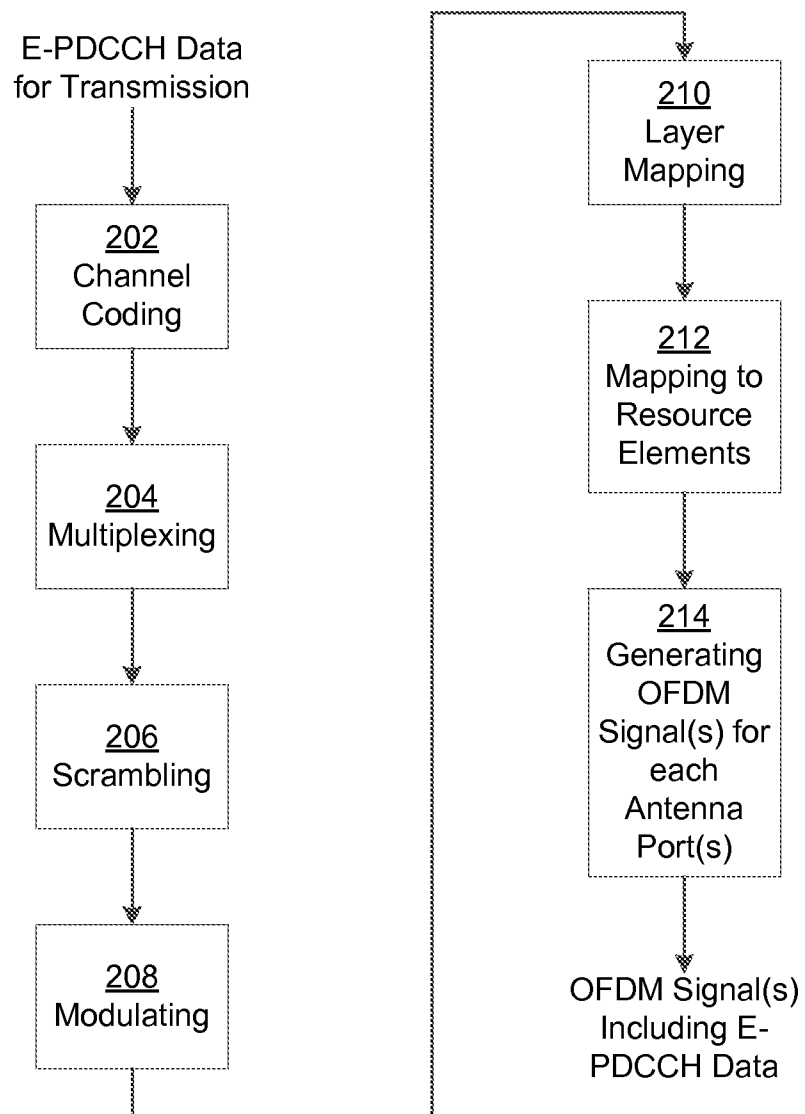 E-PDCCH Data
for Transmission
202
Channel
Coding
204
Multiplexing
206
Scrambling
208
Modulating
210
Layer
Mapping
212
Mapping to
Resource
Elements
214
Generating
OFDM
Signal(s) for
each
Antenna
Port(s)
OFDM Signal(s)
Including E-
PDCCH Data